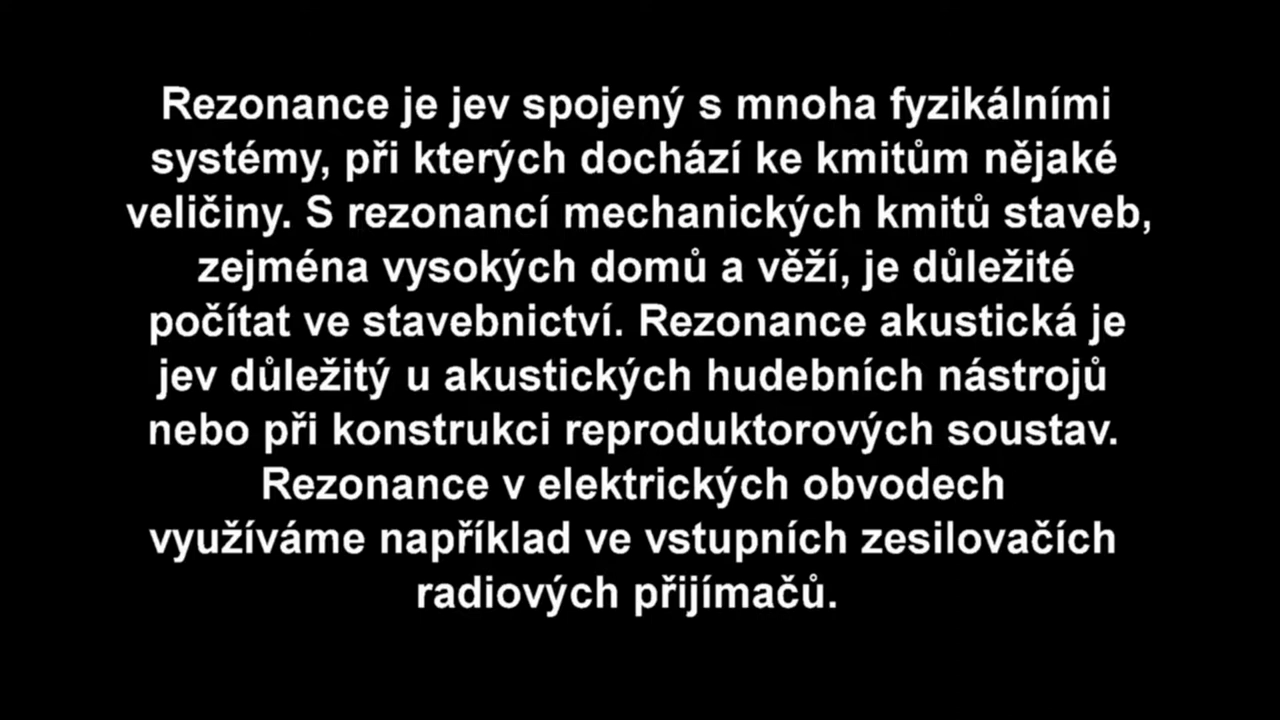 Rezonance je jev spojený s mnoha fyzikálními
systémy, při kterých dochází ke kmitům nějaké
veličiny. S rezonancí mechanických kmitů staveb,
zejména vysokých domů a věží, je důležité
počítat ve stavebnictví. Rezonance akustická je
jev důležitý u akustických hudebních nástrojů
nebo při konstrukci reproduktorových soustav.
Rezonance v elektrických obvodech
využíváme například ve vstupních zesilovačích
radiových přijímačů.